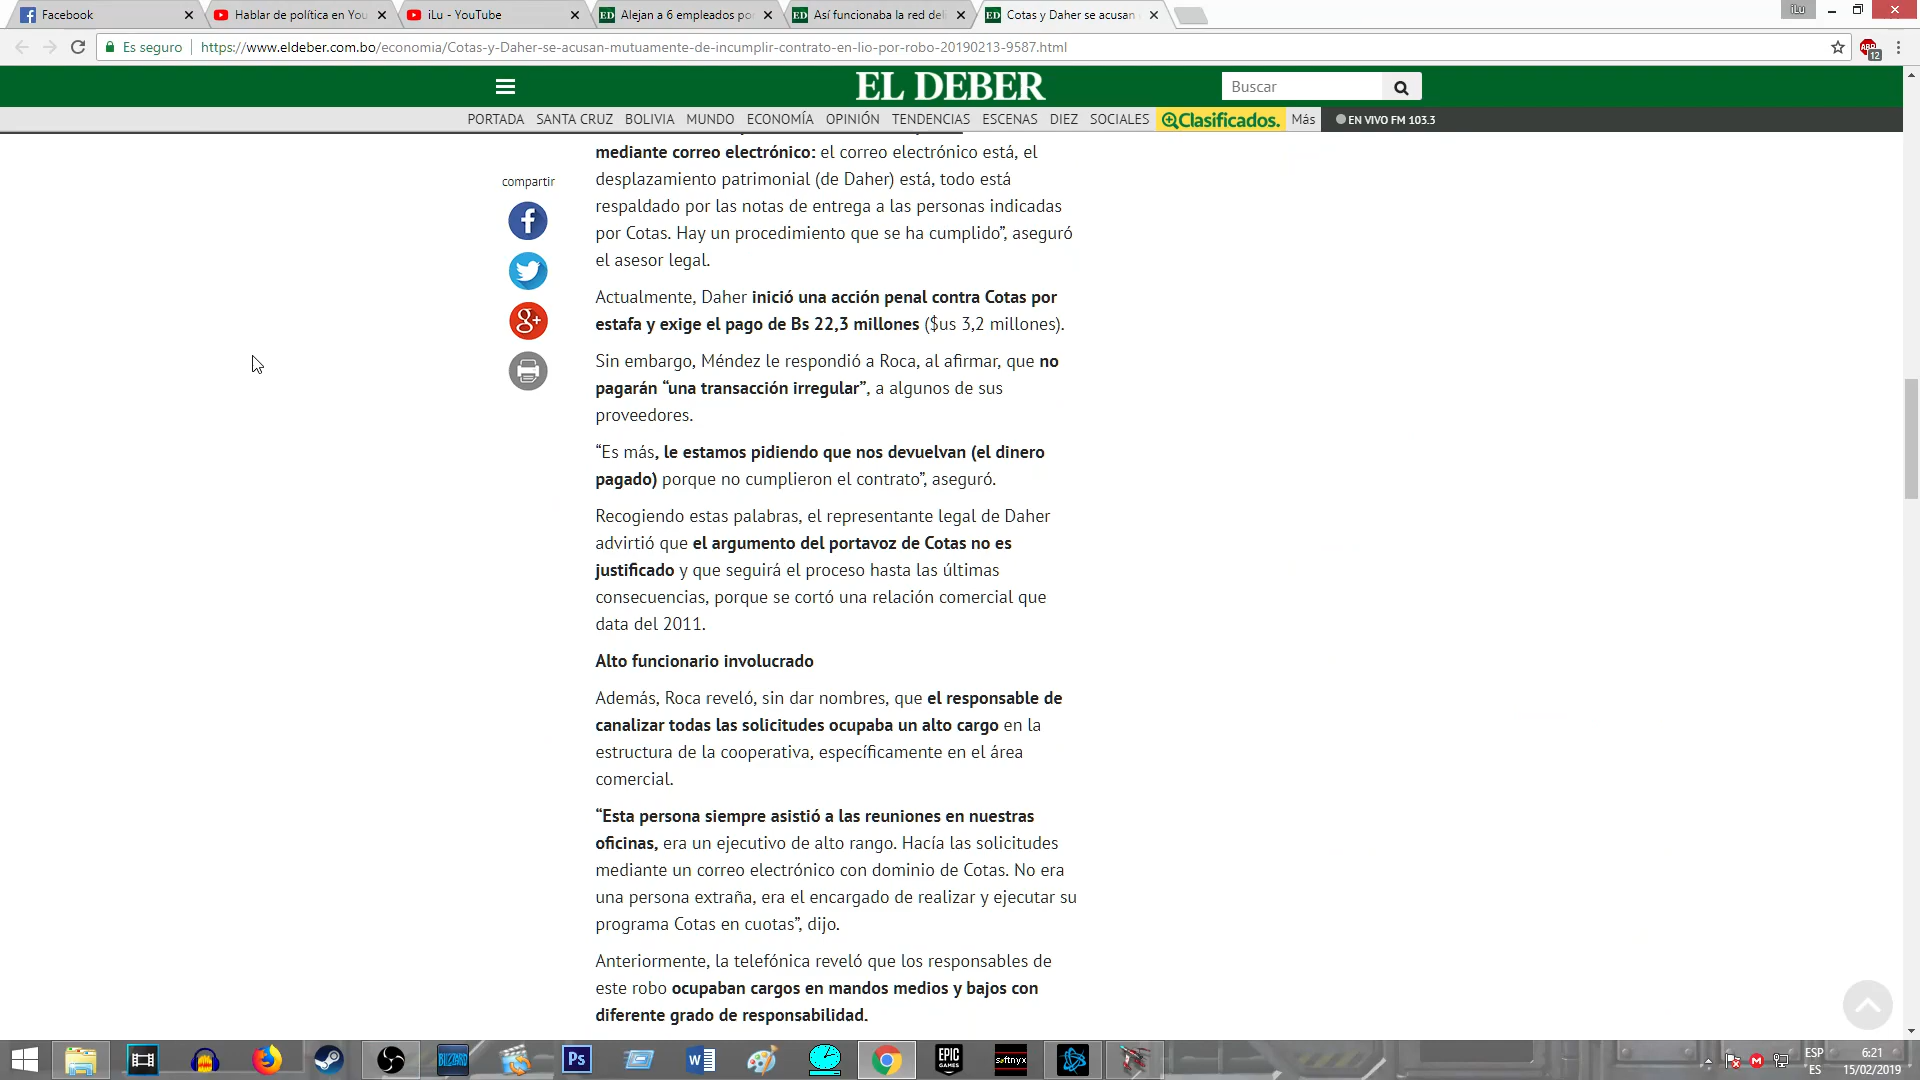 Facebook
Hablar de política en You
iLu - YouTube
Alejan a 6 empleados po
Así funcionaba la red deli
Cotas y Daher se acusan
iLu
Es seguro
https://www.eldeber.com.bo/economia/Cotas-y-Daher-se-acusan-mutuamente-de-incumplir-contrato-en-lio-por-robo-20190213-9587.html
ABP
12
EL DEBER
Buscar
PORTADA SANTA CRUZ BOLIVIA MUNDO ECONOMÍA OPINIÓN TENDENCIAS ESCENAS DIEZ SOCIALES Clasificados. Más EN VIVO FM 103.3
compartir
mediante correo electrónico: el correo electrónico está, el
desplazamiento patrimonial (de Daher) está, todo está
respaldado por las notas de entrega a las personas indicadas
por Cotas. Hay un procedimiento que se ha cumplido”, aseguró
el asesor legal.
Actualmente, Daher inició una acción penal contra Cotas por
estafa y exige el pago de Bs 22,3 millones ($us 3,2 millones).
Sin embargo, Méndez le respondió a Roca, al afirmar, que no
pagarán “una transacción irregular”, a algunos de sus
proveedores.
“Es más, le estamos pidiendo que nos devuelvan (el dinero
pagado) porque no cumplieron el contrato”, aseguró.
Recogiendo estas palabras, el representante legal de Daher
advirtió que el argumento del portavoz de Cotas no es
justificado y que seguirá el proceso hasta las últimas
consecuencias, porque se cortó una relación comercial que
data del 2011.
Alto funcionario involucrado
Además, Roca reveló, sin dar nombres, que el responsable de
canalizar todas las solicitudes ocupaba un alto cargo en la
estructura de la cooperativa, específicamente en el área
comercial.
“Esta persona siempre asistió a las reuniones en nuestras
oficinas, era un ejecutivo de alto rango. Hacía las solicitudes
mediante un correo electrónico con dominio de Cotas. No era
una persona extraña, era el encargado de realizar y ejecutar su
programa Cotas en cuotas”, dijo.
Anteriormente, la telefónica reveló que los responsables de
este robo ocupaban cargos en mandos medios y bajos con
diferente grado de responsabilidad.
BLIZZARD
Ps
EPIC
GAMES
softnyx
ESP
ES
6:21
15/02/2019